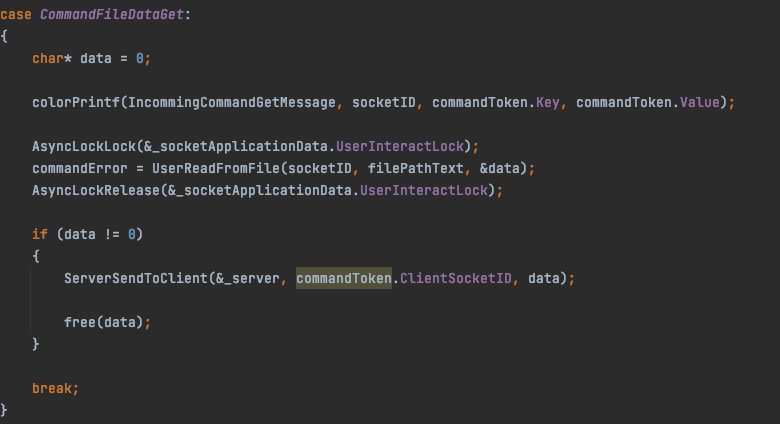 case CommandFileDataGet:
{
char* data = 0;
colorPrintf(IncommingCommandGetMessage, socketID, commandToken.Key, commandToken.Value);
AsyncLockLock(&_socketApplicationData.UserInteractLock);
commandError = UserReadFromFile(socketID, filePathText, &data);
AsyncLockRelease(&_socketApplicationData.UserInteractLock);
if (data != 0)
{
ServerSendToClient(&_server, commandToken.ClientSocketID, data);
free(data);
}
break;
}